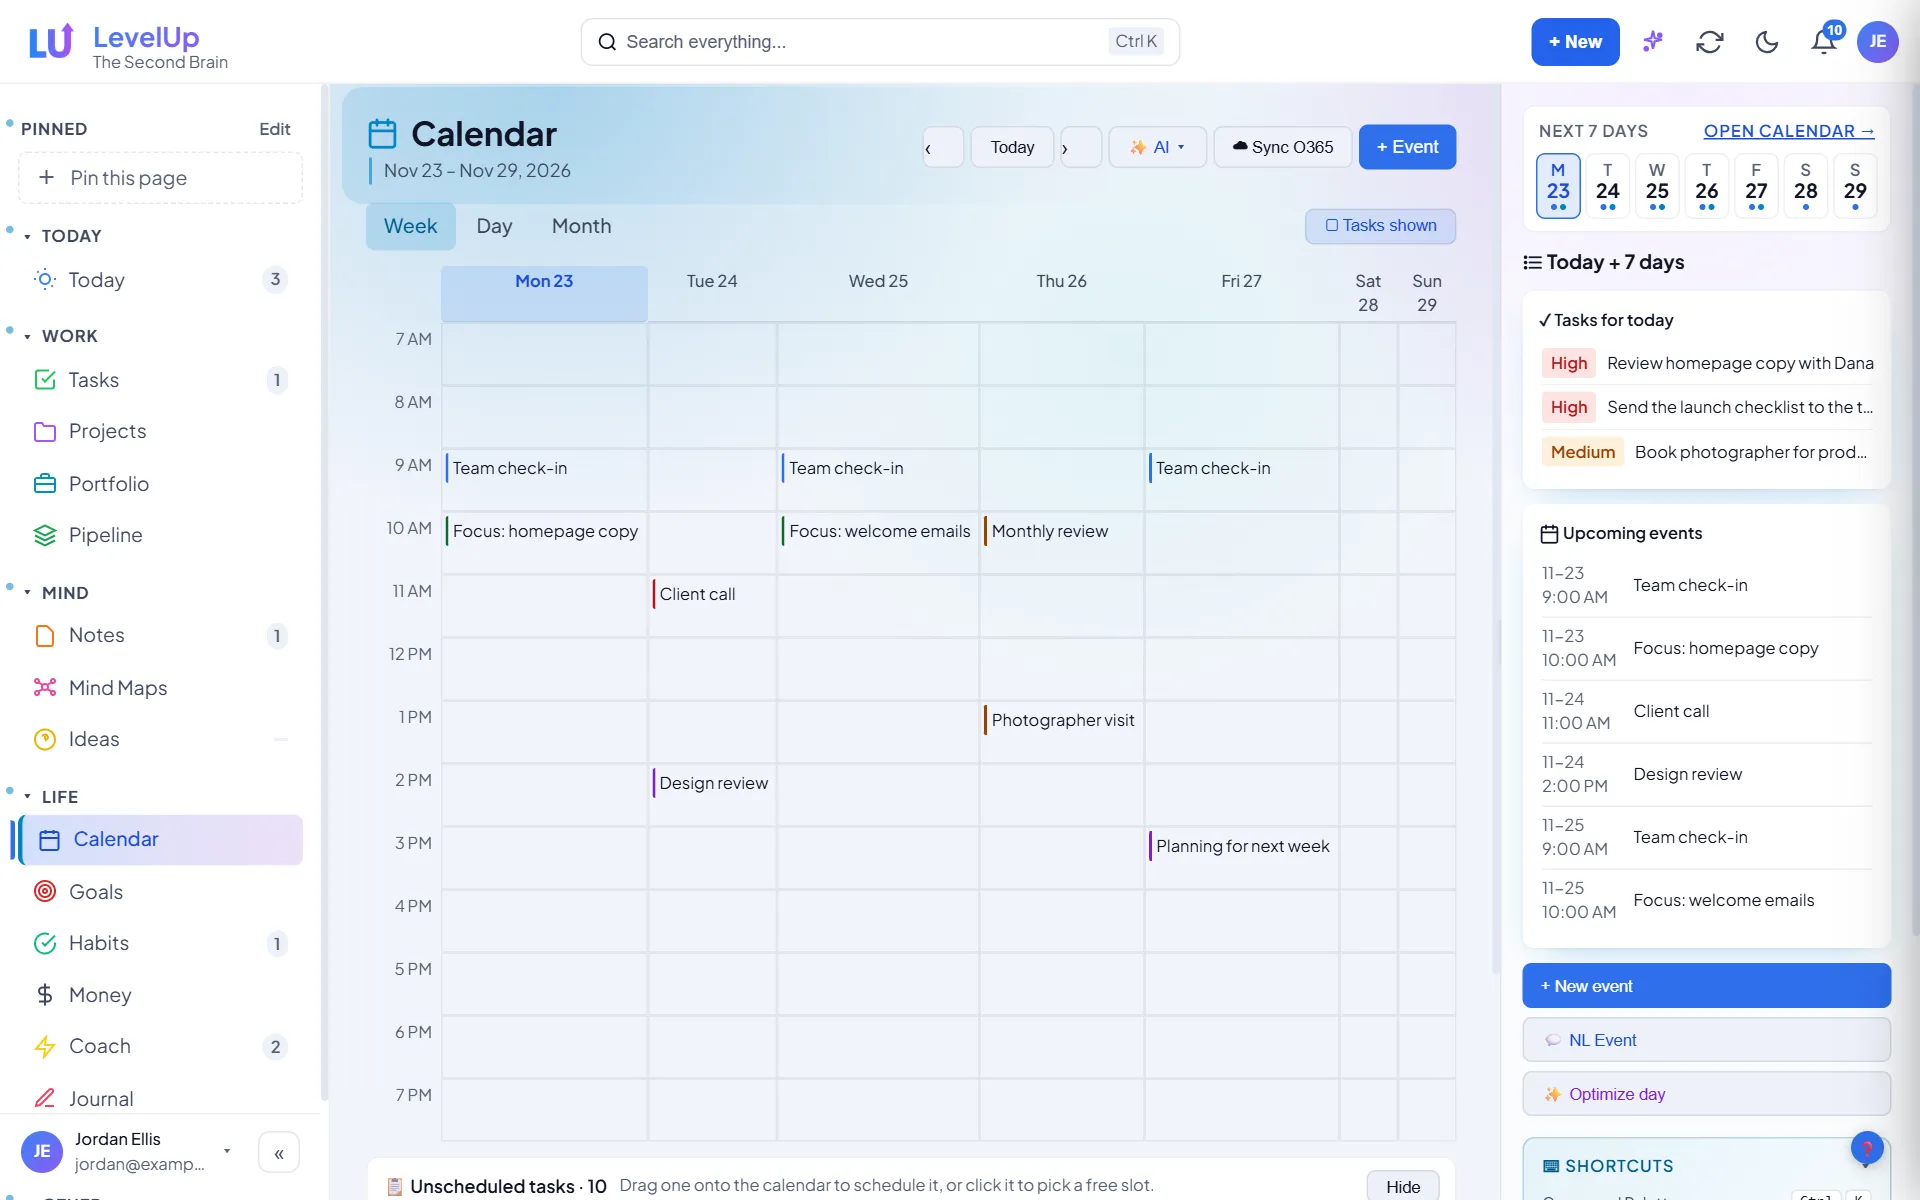 LU LevelUp
The Second Brain
Search everything... Ctrl K
+ New
10
JE
PINNED Edit
+ Pin this page
TODAY
Today 3
WORK
Tasks 1
Projects
Portfolio
Pipeline
MIND
Notes 1
Mind Maps
Ideas
LIFE
Calendar
Goals
Habits 1
Money
Coach 2
Journal
JE Jordan Ellis
jordan@examp...
«
Calendar
Nov 23 – Nov 29, 2026
‹ Today › AI Sync O365 + Event
Week Day Month
Tasks shown
Mon 23 Tue 24 Wed 25 Thu 26 Fri 27 Sat 28 Sun 29
7 AM
8 AM
9 AM Team check-in Team check-in Team check-in
10 AM Focus: homepage copy Focus: welcome emails Monthly review
11 AM Client call
12 PM
1 PM Photographer visit
2 PM Design review
3 PM Planning for next week
4 PM
5 PM
6 PM
7 PM
Unscheduled tasks · 10 Drag one onto the calendar to schedule it, or click it to pick a free slot. Hide
NEXT 7 DAYS OPEN CALENDAR →
M T W T F S S
23 24 25 26 27 28 29
Today + 7 days
✓ Tasks for today
High Review homepage copy with Dana
High Send the launch checklist to the t...
Medium Book photographer for prod...
Upcoming events
11-23
9:00 AM Team check-in
11-23
10:00 AM Focus: homepage copy
11-24
11:00 AM Client call
11-24
2:00 PM Design review
11-25
9:00 AM Team check-in
11-25
10:00 AM Focus: welcome emails
+ New event
NL Event
Optimize day
SHORTCUTS
?